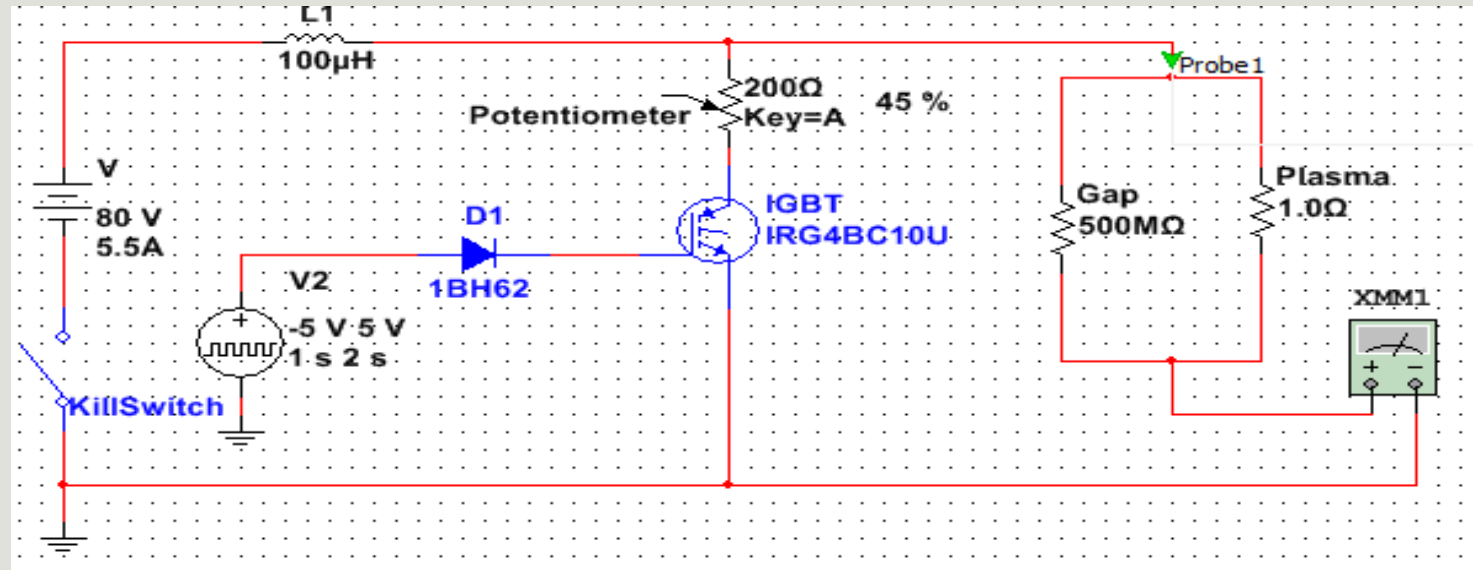 L1
100µH
Probe1
200Ω
45 %
Potentiometer
Key=A
V
80 V
5.5A
D1
1BH62
IGBT
IRG4BC10U
Gap
500MΩ
Plasma
1.0Ω
V2
-5 V 5 V
1 s 2 s
XMM1
KillSwitch